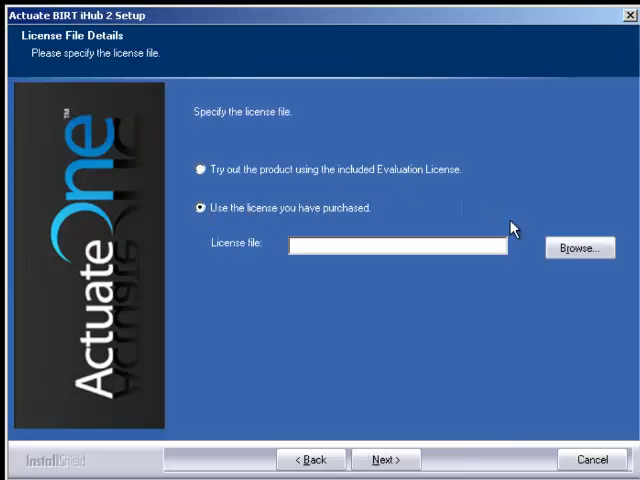 Actuate BIRT iHub 2 Setup
License File Details
Please specify the license file.
ActuateOne™
Specify the license file.
Try out the product using the included Evaluation License.
Use the license you have purchased.
License file:
Browse...
InstallShield
< Back
Next >
Cancel